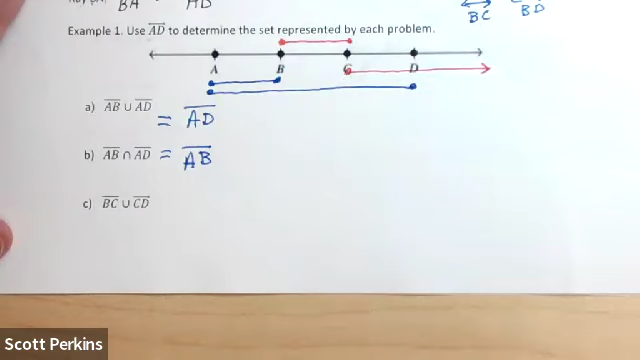 BA AD
BC BD
Example 1. Use AD to determine the set represented by each problem.
A B C D
a) AB ∪ AD = AD
b) AB ∩ AD = AB
c) BC ∪ CD
Scott Perkins